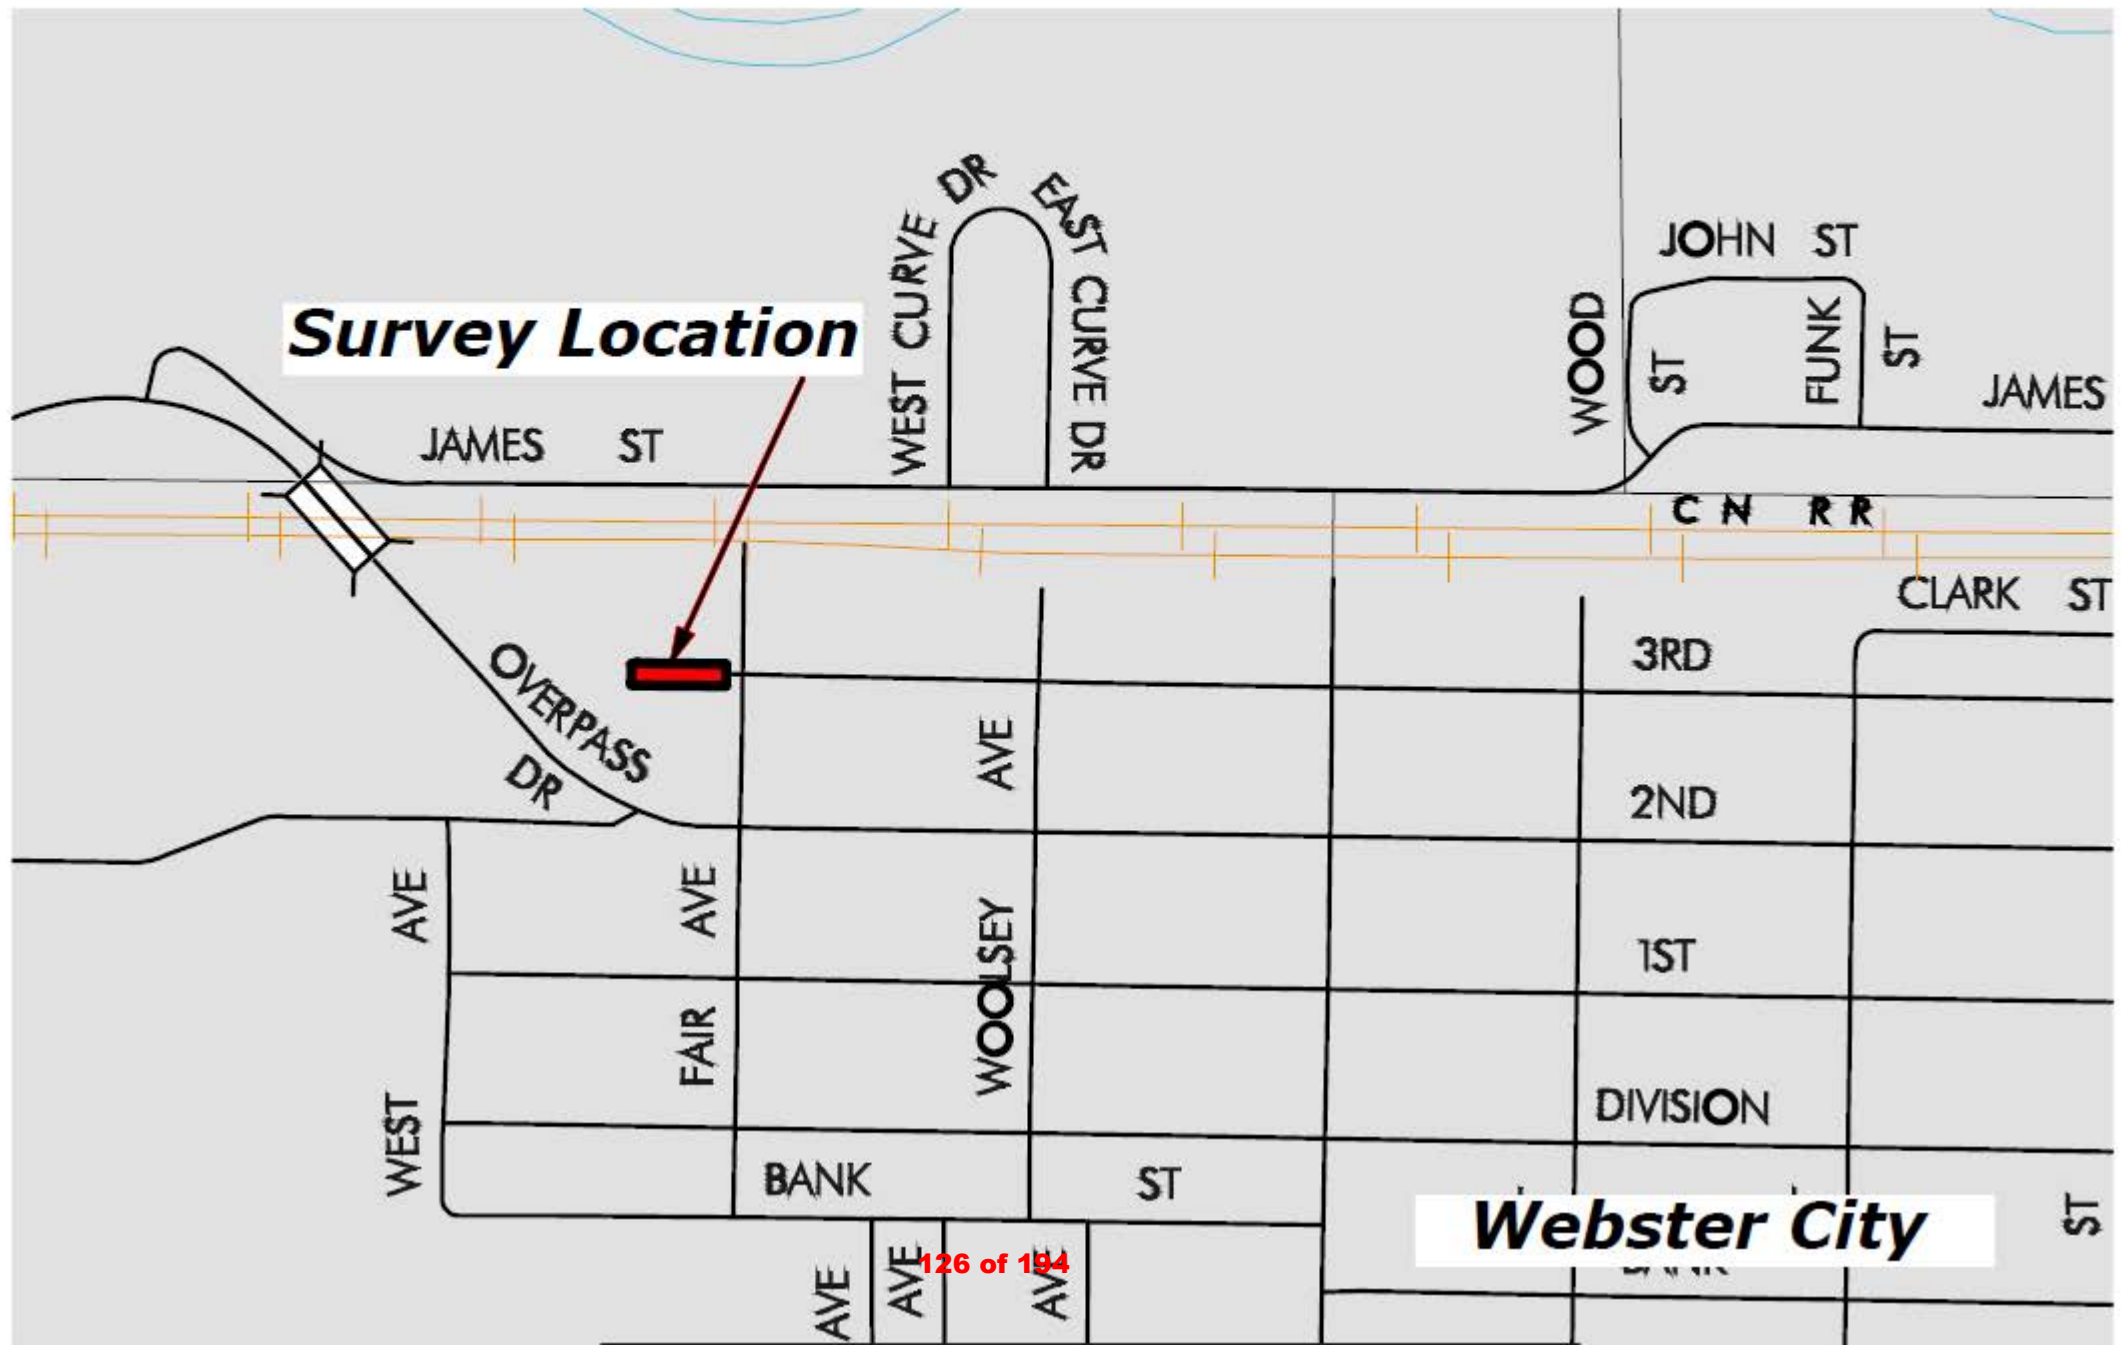 WEST CURVE DR
EAST CURVE DR
JOHN ST
WOOD ST
FUNK ST
Survey Location
JAMES ST
JAMES
C N R R
CLARK ST
3RD
OVERPASS DR
AVE
2ND
WEST AVE
FAIR AVE
WOOLSEY
1ST
DIVISION
BANK ST
Webster City
ST
126 of 194
AVE
AVE
AVE